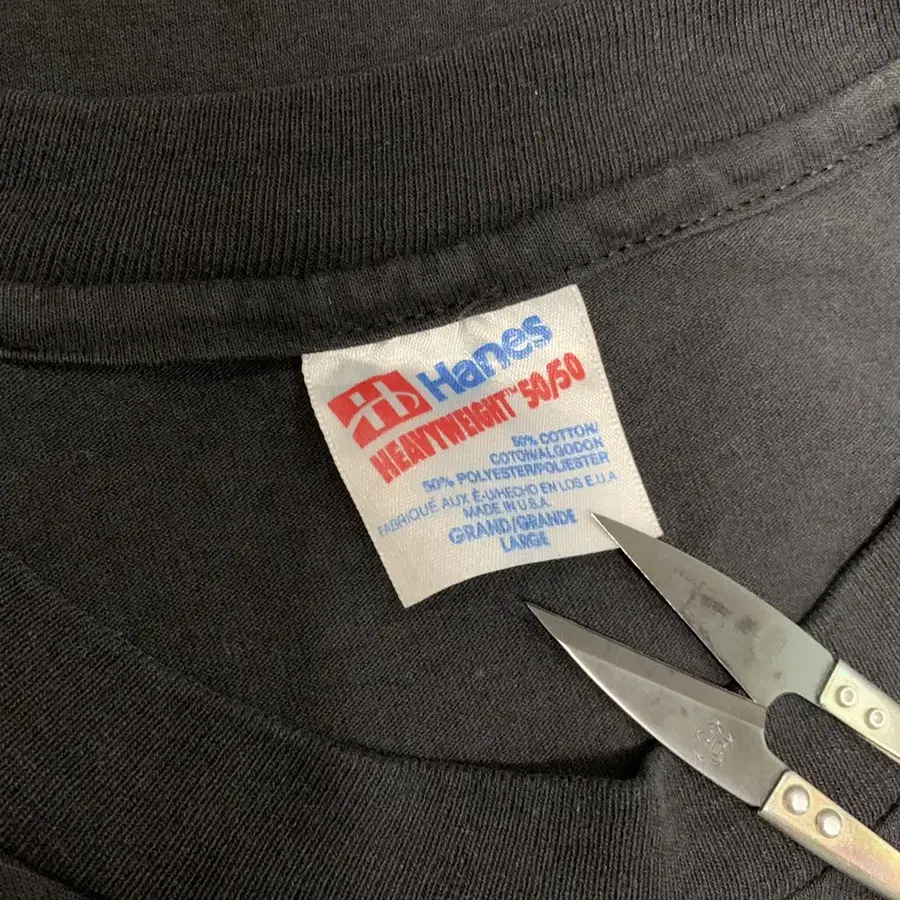 Hanes
HEAVYWEIGHT™ 50/50
50% COTTON/
COTON/ALGODON
50% POLYESTER/POLIESTER
FABRIQUÉ AUX É-U/HECHO EN LOS E.U.A
MADE IN U.S.A.
GRAND/GRANDE
LARGE